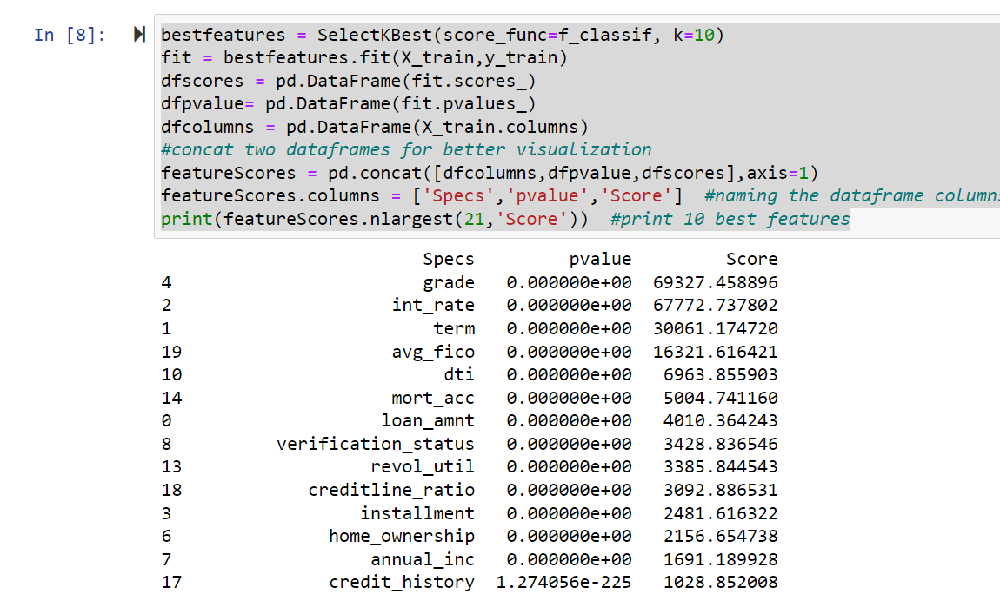 In [8]:
bestfeatures = SelectKBest(score_func=f_classif, k=10)
fit = bestfeatures.fit(X_train,y_train)
dfscores = pd.DataFrame(fit.scores_)
dfpvalue= pd.DataFrame(fit.pvalues_)
dfcolumns = pd.DataFrame(X_train.columns)
#concat two dataframes for better visualization
featureScores = pd.concat([dfcolumns,dfpvalue,dfscores],axis=1)
featureScores.columns = ['Specs','pvalue','Score']  #naming the dataframe columns
print(featureScores.nlargest(21,'Score'))  #print 10 best features
Specs pvalue Score
4 grade 0.000000e+00 69327.458896
2 int_rate 0.000000e+00 67772.737802
1 term 0.000000e+00 30061.174720
19 avg_fico 0.000000e+00 16321.616421
10 dti 0.000000e+00 6963.855903
14 mort_acc 0.000000e+00 5004.741160
0 loan_amnt 0.000000e+00 4010.364243
8 verification_status 0.000000e+00 3428.836546
13 revol_util 0.000000e+00 3385.844543
18 creditline_ratio 0.000000e+00 3092.886531
3 installment 0.000000e+00 2481.616322
6 home_ownership 0.000000e+00 2156.654738
7 annual_inc 0.000000e+00 1691.189928
17 credit_history 1.274056e-225 1028.852008